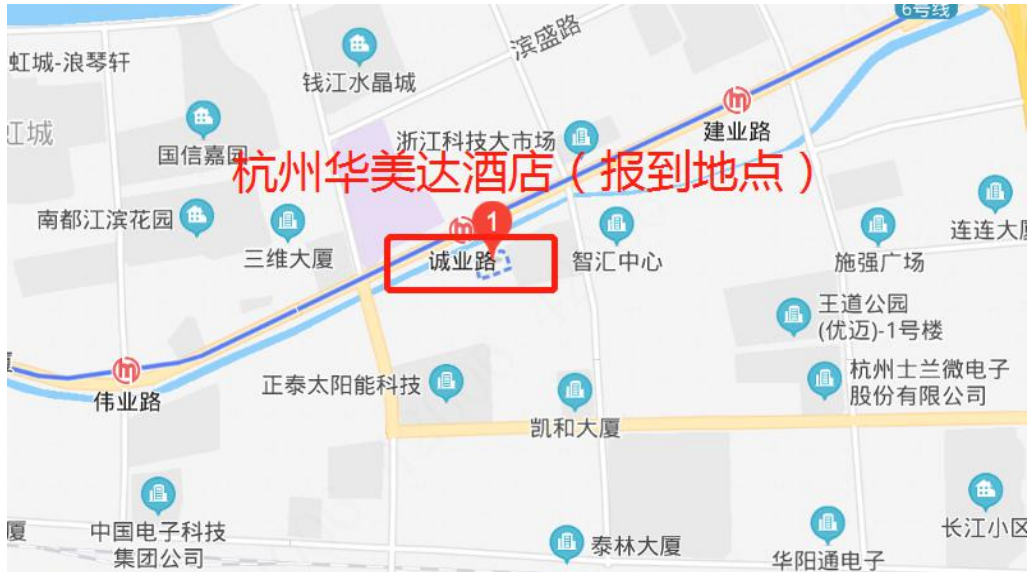 6号线
滨盛路
虹城-浪琴轩
钱江水晶城
建业路
江城
国信嘉园
浙江科技大市场
杭州华美达酒店（报到地点）
南都江滨花园
1
连连大厦
三维大厦
诚业路
智汇中心
施强广场
王道公园
(优迈)-1号楼
杭州士兰微电子
股份有限公司
正泰太阳能科技
伟业路
凯和大厦
厦
中国电子科技
集团公司
泰林大厦
华阳通电子
长江小区